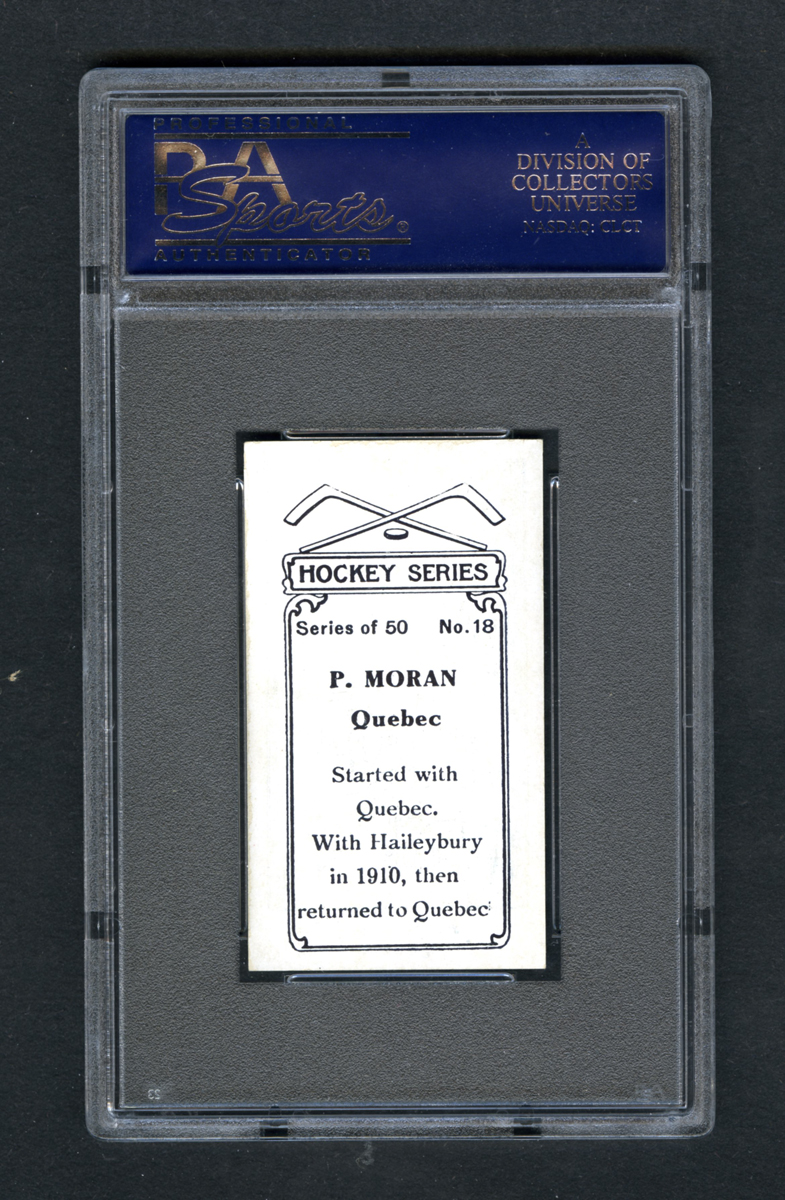 PROFESSIONAL
PSA
Sports®
AUTHENTICATOR
A
DIVISION OF
COLLECTORS
UNIVERSE
NASDAQ: CLCT
HOCKEY SERIES
Series of 50 No. 18
P. MORAN
Quebec
Started with
Quebec.
With Haileybury
in 1910, then
returned to Quebec
23